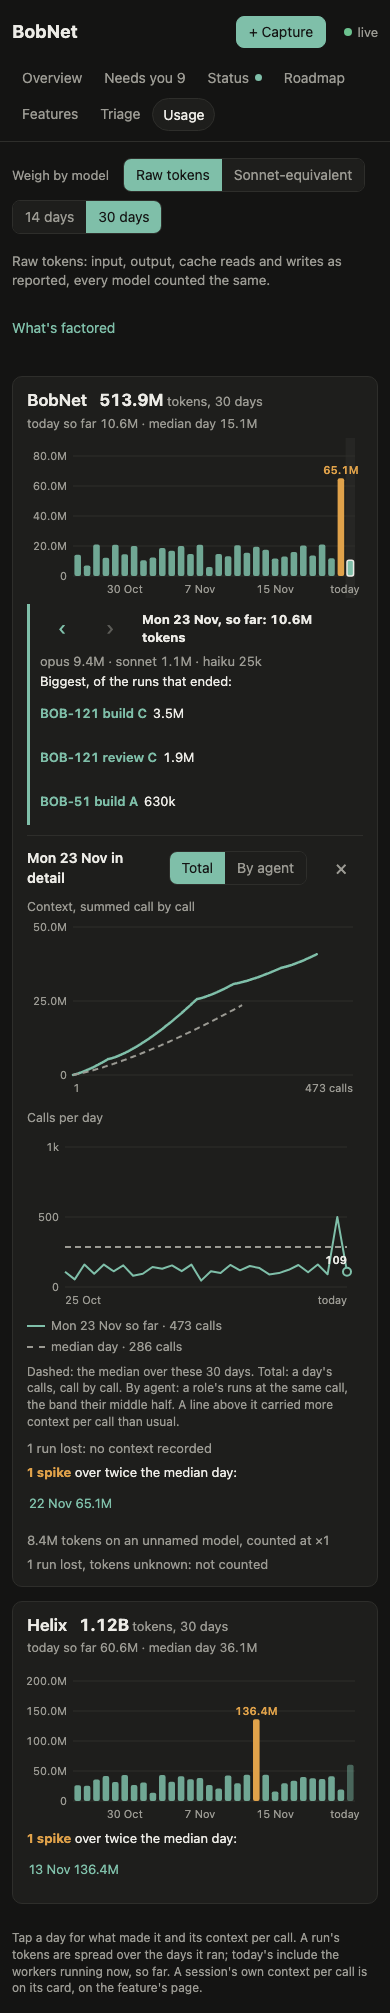 BobNet
+ Capture
live
Overview
Needs you 9
Status
Roadmap
Features
Triage
Usage
Weigh by model
Raw tokens
Sonnet-equivalent
14 days
30 days
Raw tokens: input, output, cache reads and writes as
reported, every model counted the same.
What's factored
BobNet 513.9M tokens, 30 days
today so far 10.6M · median day 15.1M
80.0M
65.1M
60.0M
40.0M
20.0M
0
30 Oct
7 Nov
15 Nov
today
‹
›
Mon 23 Nov, so far: 10.6M
tokens
opus 9.4M · sonnet 1.1M · haiku 25k
Biggest, of the runs that ended:
BOB-121 build C 3.5M
BOB-121 review C 1.9M
BOB-51 build A 630k
Mon 23 Nov in
detail
Total
By agent
×
Context, summed call by call
50.0M
25.0M
0
1
473 calls
Calls per day
1k
500
109
0
25 Oct
today
Mon 23 Nov so far · 473 calls
median day · 286 calls
Dashed: the median over these 30 days. Total: a day's
calls, call by call. By agent: a role's runs at the same call,
the band their middle half. A line above it carried more
context per call than usual.
1 run lost: no context recorded
1 spike over twice the median day:
22 Nov 65.1M
8.4M tokens on an unnamed model, counted at ×1
1 run lost, tokens unknown: not counted
Helix 1.12B tokens, 30 days
today so far 60.6M · median day 36.1M
200.0M
150.0M
136.4M
100.0M
50.0M
0
30 Oct
7 Nov
15 Nov
today
1 spike over twice the median day:
13 Nov 136.4M
Tap a day for what made it and its context per call. A run's
tokens are spread over the days it ran; today's include the
workers running now, so far. A session's own context per call is
on its card, on the feature's page.